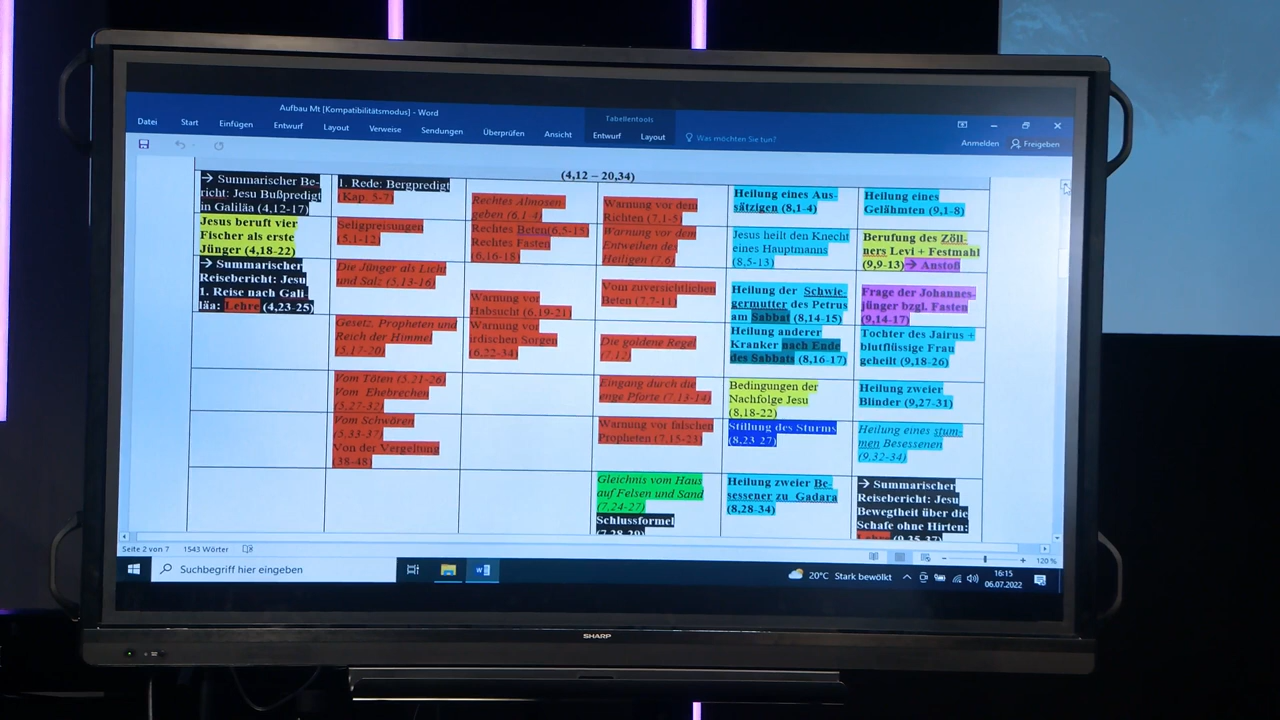 Aufbau Mt [Kompatibilitätsmodus] - Word
Tabellentools
Datei Start Einfügen Entwurf Layout Verweise Sendungen Überprüfen Ansicht Entwurf Layout Was möchten Sie tun?
Anmelden Freigeben
(4,12 – 20,34)
→ Summarischer Be-
richt: Jesu Bußpredigt
in Galiläa (4,12-17)
Jesus beruft vier
Fischer als erste
Jünger (4,18-22)
→ Summarischer
Reisebericht: Jesu
1. Reise nach Gali-
läa: Lehre (4,23-25)
1. Rede: Bergpredigt
(Kap. 5-7)
Seligpreisungen
(5,1-12)
Die Jünger als Licht
und Salz (5,13-16)
Gesetz, Propheten und
Reich der Himmel
(5,17-20)
Vom Töten (5,21-26)
Vom Ehebrechen
(5,27-32)
Vom Schwören
(5,33-37)
Von der Vergeltung
(38-48)
Rechtes Almosen-
geben (6,1-4)
Rechtes Beten(6,5-15)
Rechtes Fasten
(6,16-18)
Warnung vor
Habsucht (6,19-21)
Warnung vor
irdischen Sorgen
(6,22-34)
Warnung vor dem
Richten (7,1-5)
Warnung vor dem
Entweihen des
Heiligen (7,6)
Vom zuversichtlichen
Beten (7,7-11)
Die goldene Regel
(7,12)
Eingang durch die
enge Pforte (7,13-14)
Warnung vor falschen
Propheten (7,15-23)
Gleichnis vom Haus
auf Felsen und Sand
(7,24-27)
Schlussformel
(7,28-29)
Heilung eines Aus-
sätzigen (8,1-4)
Jesus heilt den Knecht
eines Hauptmanns
(8,5-13)
Heilung der Schwie-
germutter des Petrus
am Sabbat (8,14-15)
Heilung anderer
Kranker nach Ende
des Sabbats (8,16-17)
Bedingungen der
Nachfolge Jesu
(8,18-22)
Stillung des Sturms
(8,23-27)
Heilung zweier Be-
sessener zu Gadara
(8,28-34)
Heilung eines
Gelähmten (9,1-8)
Berufung des Zöll-
ners Levi + Festmahl
(9,9-13)→ Anstoß
Frage der Johannes-
jünger bzgl. Fasten
(9,14-17)
Tochter des Jairus +
blutflüssige Frau
geheilt (9,18-26)
Heilung zweier
Blinder (9,27-31)
Heilung eines stum-
men Besessenen
(9,32-34)
→ Summarischer
Reisebericht: Jesu
Bewegtheit über die
Schafe ohne Hirten:
Lehre (9,35-37)
Seite 2 von 7 1543 Wörter
120 %
Suchbegriff hier eingeben
20°C Stark bewölkt
16:15
06.07.2022
SHARP